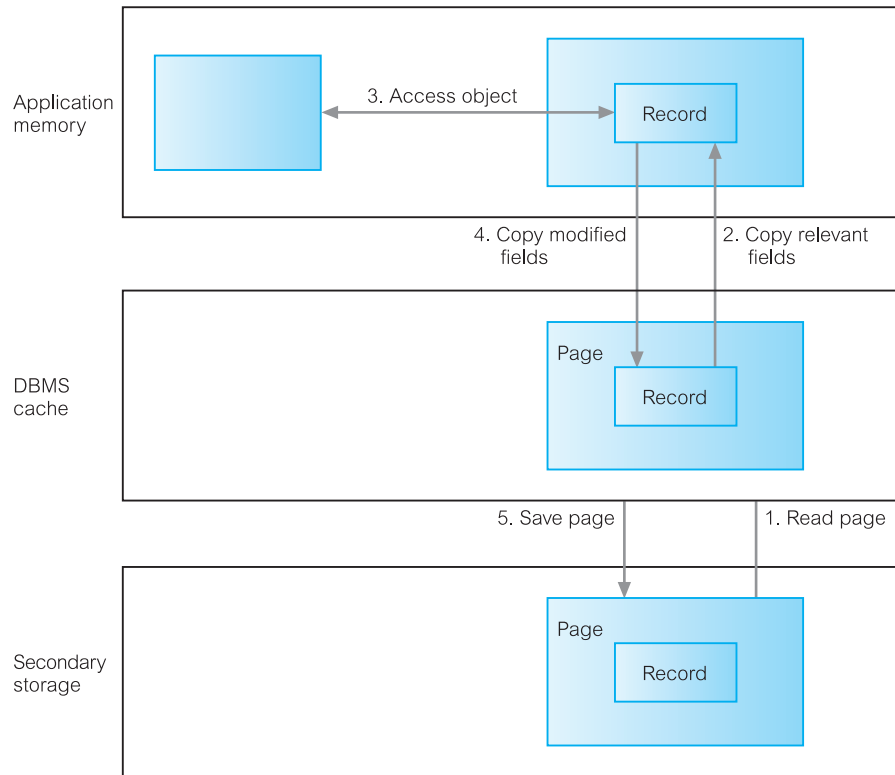 Application
memory
3. Access object
Record
4. Copy modified
fields
2. Copy relevant
fields
DBMS
cache
Page
Record
5. Save page
1. Read page
Secondary
storage
Page
Record